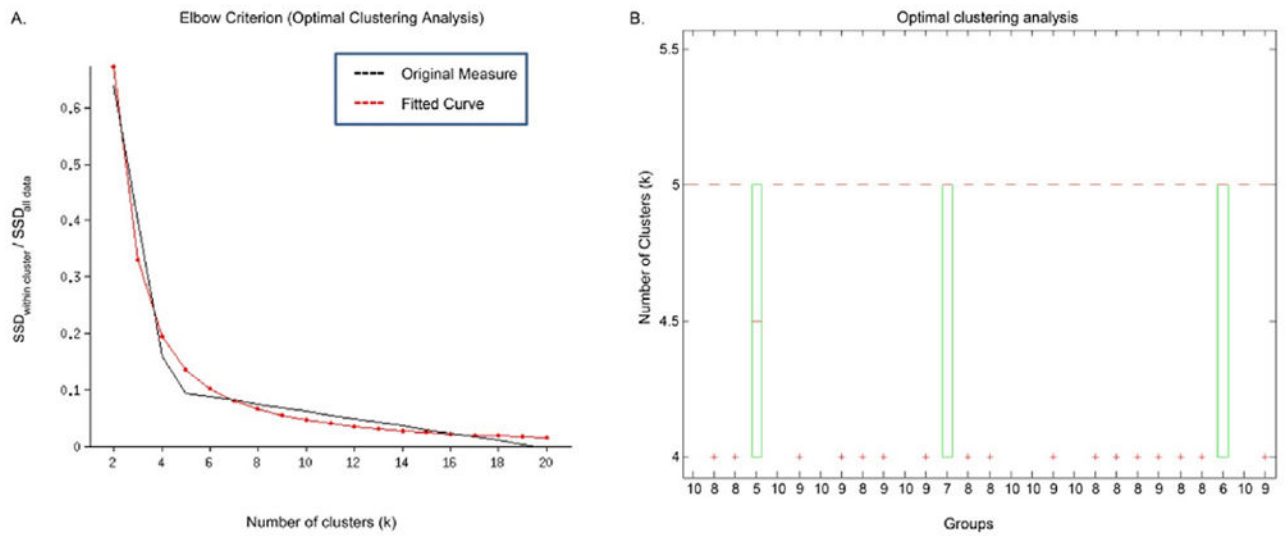 A.
Elbow Criterion (Optimal Clustering Analysis)
Original Measure
Fitted Curve
0.6
0.5
0.4
0.3
0.2
0.1
0
SSDwithin cluster / SSDall data
2 4 6 8 10 12 14 16 18 20
Number of clusters (k)
B.
Optimal clustering analysis
5.5
5
4.5
4
Number of Clusters (k)
10 8 8 5 10 9 10 9 8 9 10 9 7 8 8 10 10 9 10 8 8 8 9 8 8 6 10 9
Groups